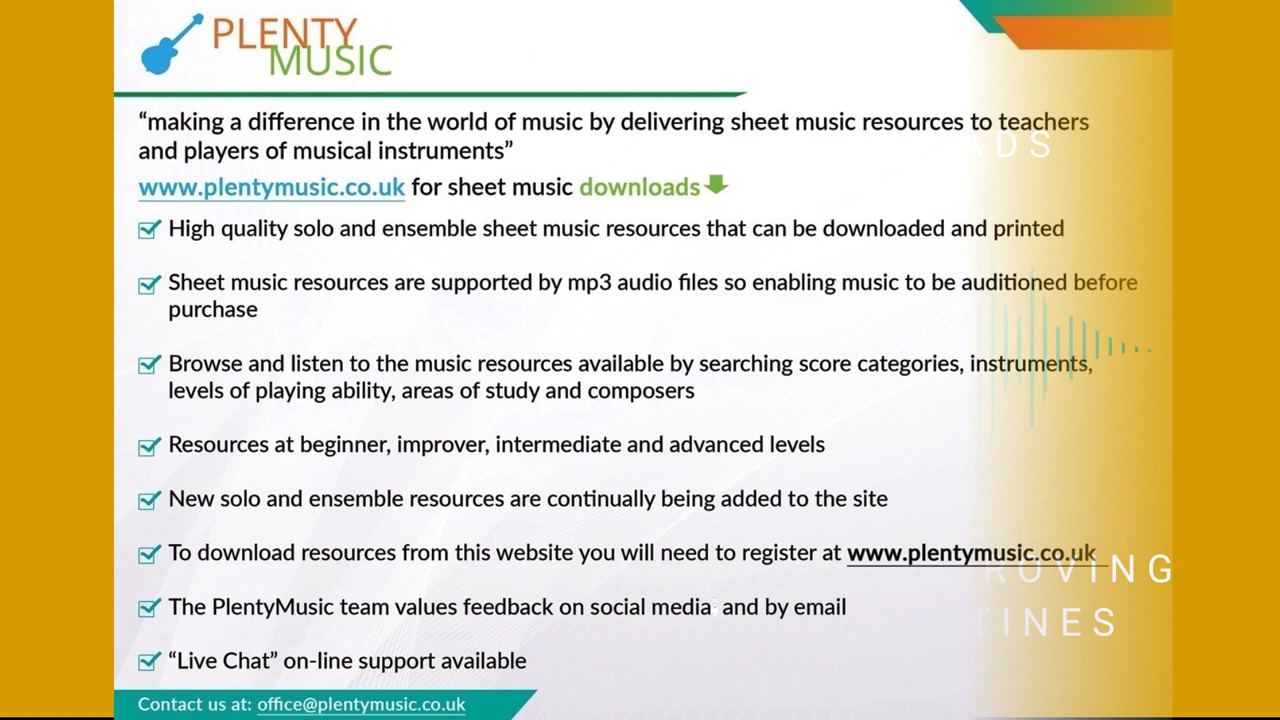 PLENTY
MUSIC
“making a difference in the world of music by delivering sheet music resources to teachers
and players of musical instruments”
www.plentymusic.co.uk for sheet music downloads
High quality solo and ensemble sheet music resources that can be downloaded and printed
Sheet music resources are supported by mp3 audio files so enabling music to be auditioned before
purchase
Browse and listen to the music resources available by searching score categories, instruments,
levels of playing ability, areas of study and composers
Resources at beginner, improver, intermediate and advanced levels
New solo and ensemble resources are continually being added to the site
To download resources from this website you will need to register at www.plentymusic.co.uk
The PlentyMusic team values feedback on social media and by email
“Live Chat” on-line support available
Contact us at: office@plentymusic.co.uk